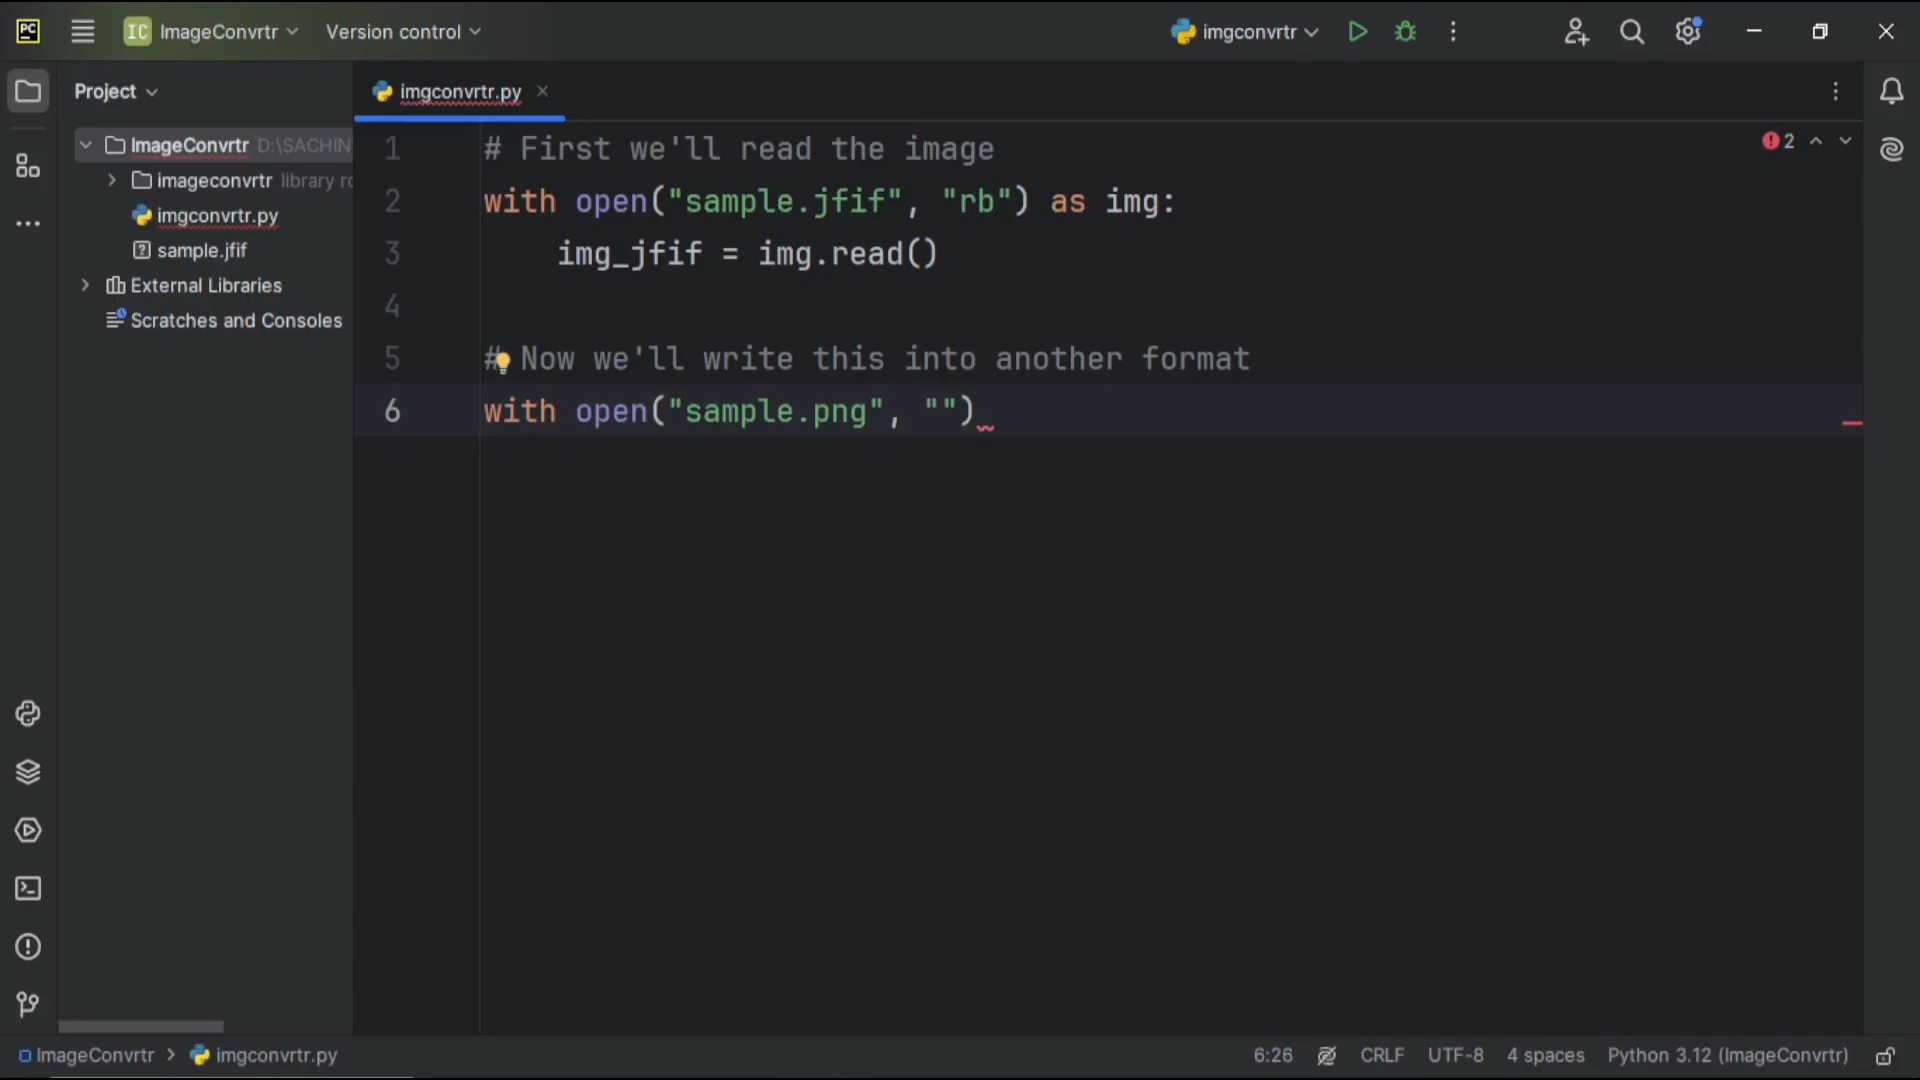 PC
IC ImageConvrtr
Version control
imgconvrtr
Project
imgconvrtr.py
ImageConvrtr D:\SACHIN
imageconvrtr library ro
imgconvrtr.py
sample.jfif
External Libraries
Scratches and Consoles
2
1 # First we'll read the image
2 with open("sample.jfif", "rb") as img:
3     img_jfif = img.read()
4
5 # Now we'll write this into another format
6 with open("sample.png", "")
ImageConvrtr > imgconvrtr.py
6:26 CRLF UTF-8 4 spaces Python 3.12 (ImageConvrtr)